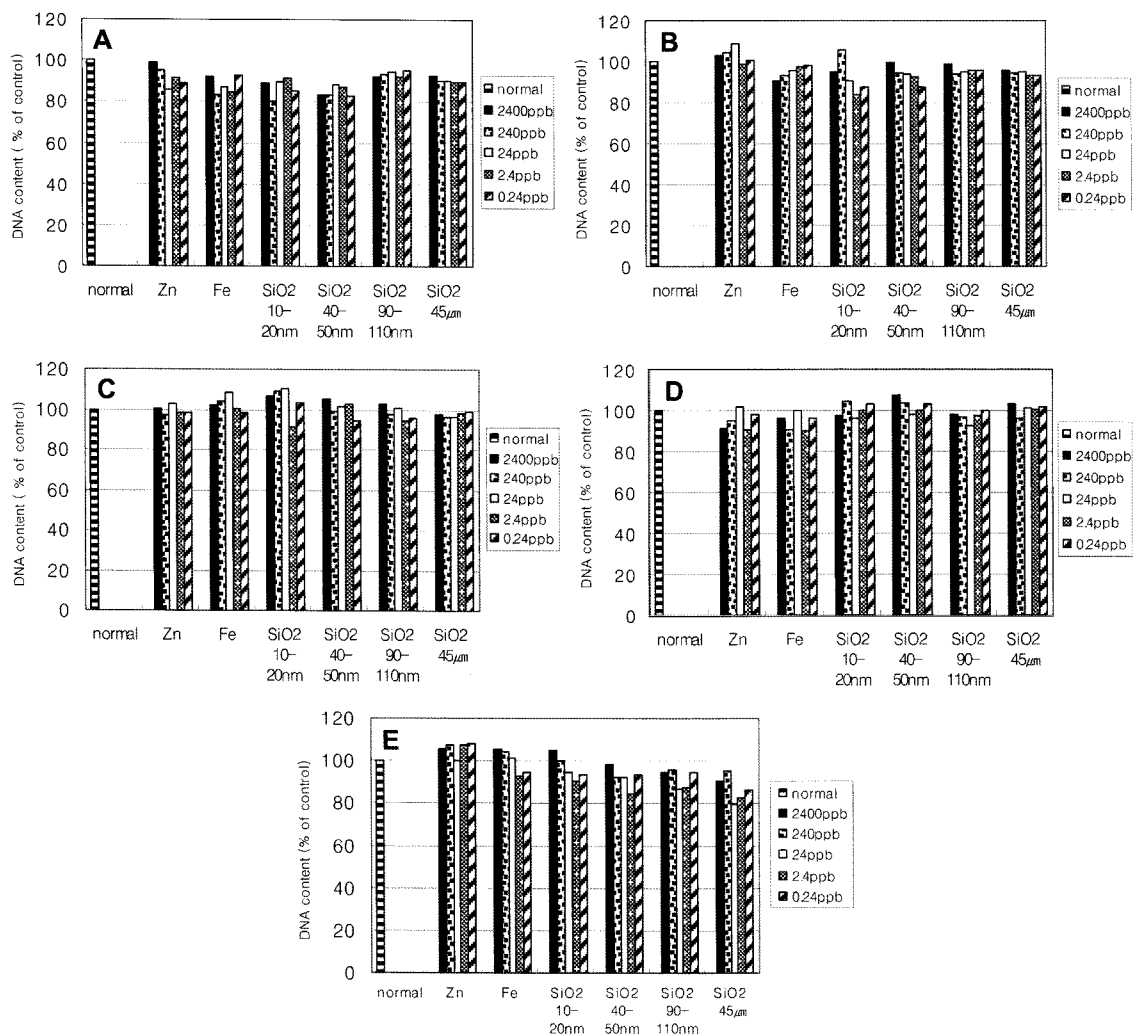 A
DNA content (% of control)
120
100
80
60
40
20
0
normal Zn Fe SiO2 SiO2 SiO2 SiO2
10- 40- 90- 45㎛
20nm 50nm 110nm
normal
2400ppb
240ppb
24ppb
2.4ppb
0.24ppb
B
DNA content (% of control)
120
100
80
60
40
20
0
normal Zn Fe SiO2 SiO2 SiO2 SiO2
10- 40- 90- 45㎛
20nm 50nm 110nm
normal
2400ppb
240ppb
24ppb
2.4ppb
0.24ppb
C
DNA content (% of control)
120
100
80
60
40
20
0
normal Zn Fe SiO2 SiO2 SiO2 SiO2
10- 40- 90- 45㎛
20nm 50nm 110nm
normal
2400ppb
240ppb
24ppb
2.4ppb
0.24ppb
D
DNA content (% of control)
120
100
80
60
40
20
0
normal Zn Fe SiO2 SiO2 SiO2 SiO2
10- 40- 90- 45㎛
20nm 50nm 110nm
normal
2400ppb
240ppb
24ppb
2.4ppb
0.24ppb
E
DNA content (% of control)
120
100
80
60
40
20
0
normal Zn Fe SiO2 SiO2 SiO2 SiO2
10- 40- 90- 45㎛
20nm 50nm 110nm
normal
2400ppb
240ppb
24ppb
2.4ppb
0.24ppb